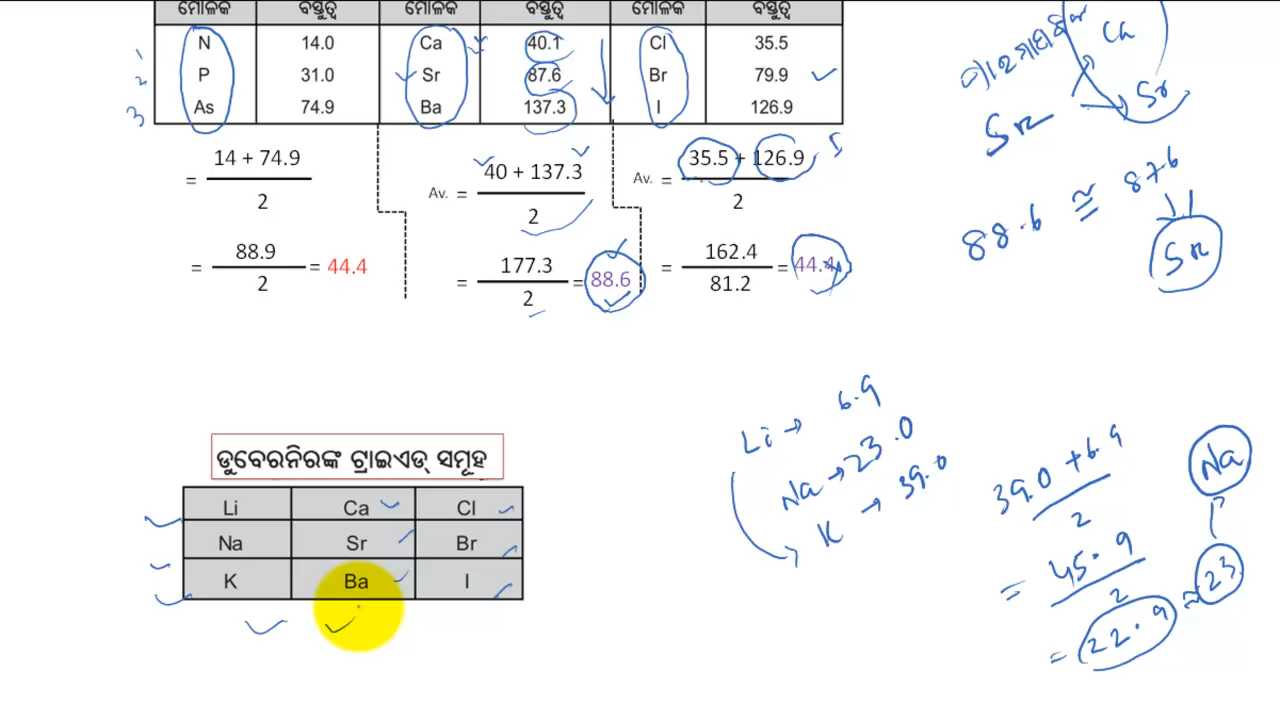 ମୌଳିକ ବସ୍ତୁତ୍ୱ ମୌଳିକ ବସ୍ତୁତ୍ୱ ମୌଳିକ ବସ୍ତୁତ୍ୱ
1 N 14.0 Ca 40.1 Cl 35.5
2 P 31.0 Sr 87.6 Br 79.9
3 As 74.9 Ba 137.3 I 126.9
= 14 + 74.9 / 2
Av. = 40 + 137.3 / 2
Av. = 35.5 + 126.9 / 2
= 88.9 / 2 = 44.4
= 177.3 / 2 = 88.6
= 162.4 / 81.2 = 44.4
Ca
Sr
Sr
88.6 ≅ 87.6
Sr
ଡୁବେରନିରଙ୍କ ଟ୍ରାଇଏଡ୍ ସମୂହ
Li Ca Cl
Na Sr Br
K Ba I
Li → 6.9
Na → 23.0
K → 39.0
39.0 + 6.9 / 2
= 45.9 / 2
= 22.9 ≅ 23
Na